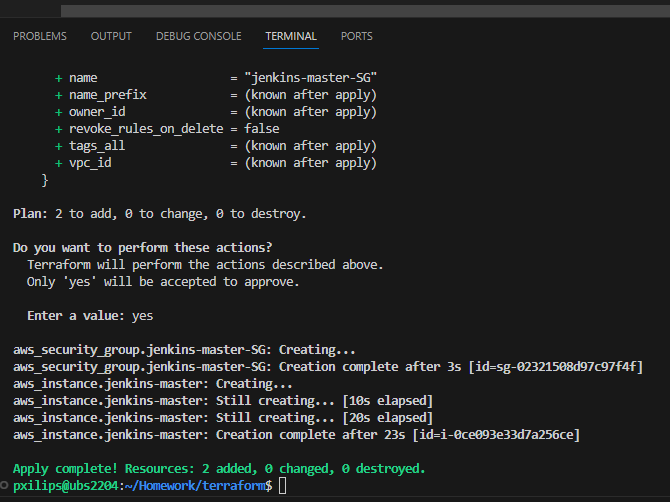 PROBLEMS OUTPUT DEBUG CONSOLE TERMINAL PORTS
+ name = "jenkins-master-SG"
+ name_prefix = (known after apply)
+ owner_id = (known after apply)
+ revoke_rules_on_delete = false
+ tags_all = (known after apply)
+ vpc_id = (known after apply)
}
Plan: 2 to add, 0 to change, 0 to destroy.
Do you want to perform these actions?
Terraform will perform the actions described above.
Only 'yes' will be accepted to approve.
Enter a value: yes
aws_security_group.jenkins-master-SG: Creating...
aws_security_group.jenkins-master-SG: Creation complete after 3s [id=sg-02321508d97c97f4f]
aws_instance.jenkins-master: Creating...
aws_instance.jenkins-master: Still creating... [10s elapsed]
aws_instance.jenkins-master: Still creating... [20s elapsed]
aws_instance.jenkins-master: Creation complete after 23s [id=i-0ce093e33d7a256ce]
Apply complete! Resources: 2 added, 0 changed, 0 destroyed.
pxilips@ubs2204:~/Homework/terraform$